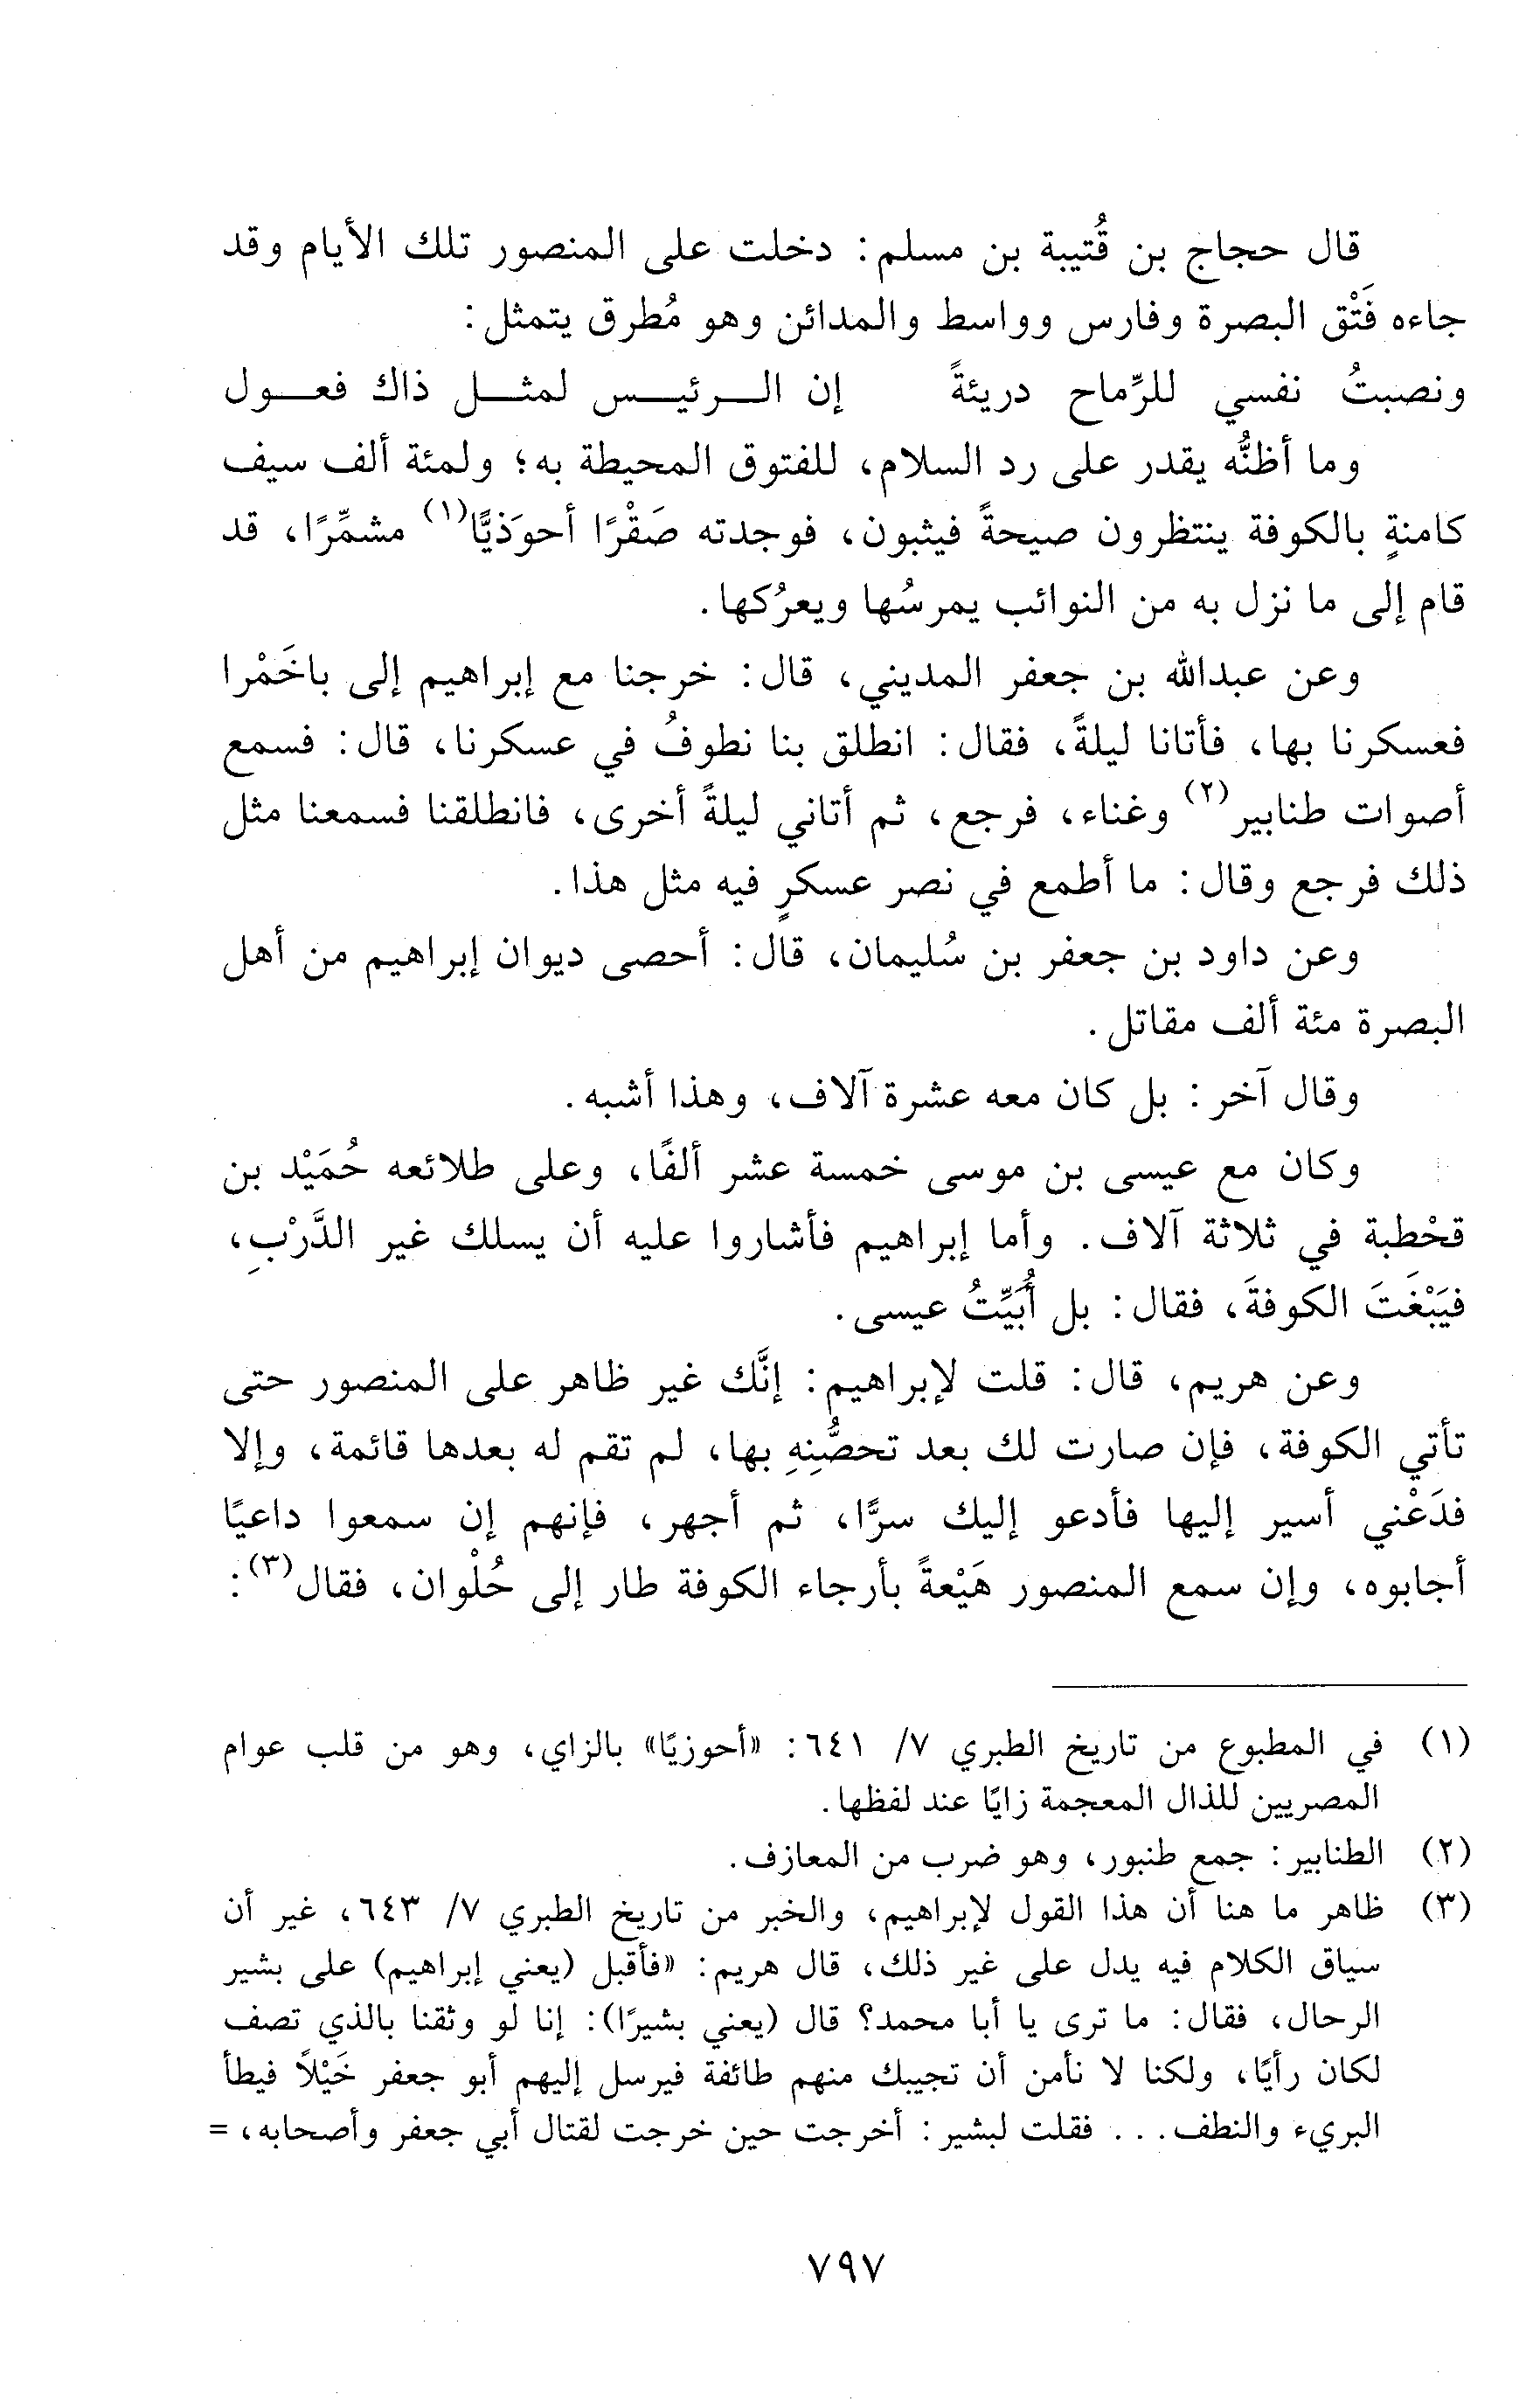 قال حجاج بن قُتيبة بن مسلم: دخلت على المنصور تلك الأيام وقد
جاءه فَتْق البصرة وفارس وواسط والمدائن وهو مُطرق يتمثل:
ونصبتُ نفسي للرِّماح دريئةً إن الـرئيـس لمثـل ذاك فعـول
وما أظنُّه يقدر على رد السلام، للفتوق المحيطة به؛ ولمئة ألف سيف
كامنةٍ بالكوفة ينتظرون صيحةً فيثبون، فوجدته صَقْرًا أحوَذيًّا(١) مشمِّرًا، قد
قام إلى ما نزل به من النوائب يمرسُها ويعرُكها.
وعن عبدالله بن جعفر المديني، قال: خرجنا مع إبراهيم إلى باخَمْرا
فعسكرنا بها، فأتانا ليلةً، فقال: انطلق بنا نطوفُ في عسكرنا، قال: فسمع
أصوات طنابير(٢) وغناء، فرجع، ثم أتاني ليلةً أخرى، فانطلقنا فسمعنا مثل
ذلك فرجع وقال: ما أطمع في نصر عسكرٍ فيه مثل هذا.
وعن داود بن جعفر بن سُليمان، قال: أحصى ديوان إبراهيم من أهل
البصرة مئة ألف مقاتل.
وقال آخر: بل كان معه عشرة آلاف، وهذا أشبه.
وكان مع عيسى بن موسى خمسة عشر ألفًا، وعلى طلائعه حُمَيْد بن
قحْطبة في ثلاثة آلاف. وأما إبراهيم فأشاروا عليه أن يسلك غير الدَّرْبِ،
فيَبْغَتَ الكوفةَ، فقال: بل أُبَيِّتُ عيسى.
وعن هريم، قال: قلت لإبراهيم: إنَّك غير ظاهر على المنصور حتى
تأتي الكوفة، فإن صارت لك بعد تحصُّنِهِ بها، لم تقم له بعدها قائمة، وإلا
فدَعْني أسير إليها فأدعو إليك سرًّا، ثم أجهر، فإنهم إن سمعوا داعيًا
أجابوه، وإن سمع المنصور هَيْعةً بأرجاء الكوفة طار إلى حُلْوان، فقال(٣):
(١) في المطبوع من تاريخ الطبري ٧/ ٦٤١: «أحوزيًا» بالزاي، وهو من قلب عوام
المصريين للذال المعجمة زايًا عند لفظها.
(٢) الطنابير: جمع طنبور، وهو ضرب من المعازف.
(٣) ظاهر ما هنا أن هذا القول لإبراهيم، والخبر من تاريخ الطبري ٧/ ٦٤٣، غير أن
سياق الكلام فيه يدل على غير ذلك، قال هريم: «فأقبل (يعني إبراهيم) على بشير
الرحال، فقال: ما ترى يا أبا محمد؟ قال (يعني بشيرًا): إنا لو وثقنا بالذي تصف
لكان رأيًا، ولكنا لا نأمن أن تجيبك منهم طائفة فيرسل إليهم أبو جعفر خَيْلاً فيطأ
البريء والنطف... فقلت لبشير: أخرجت حين خرجت لقتال أبي جعفر وأصحابه، =
٧٩٧